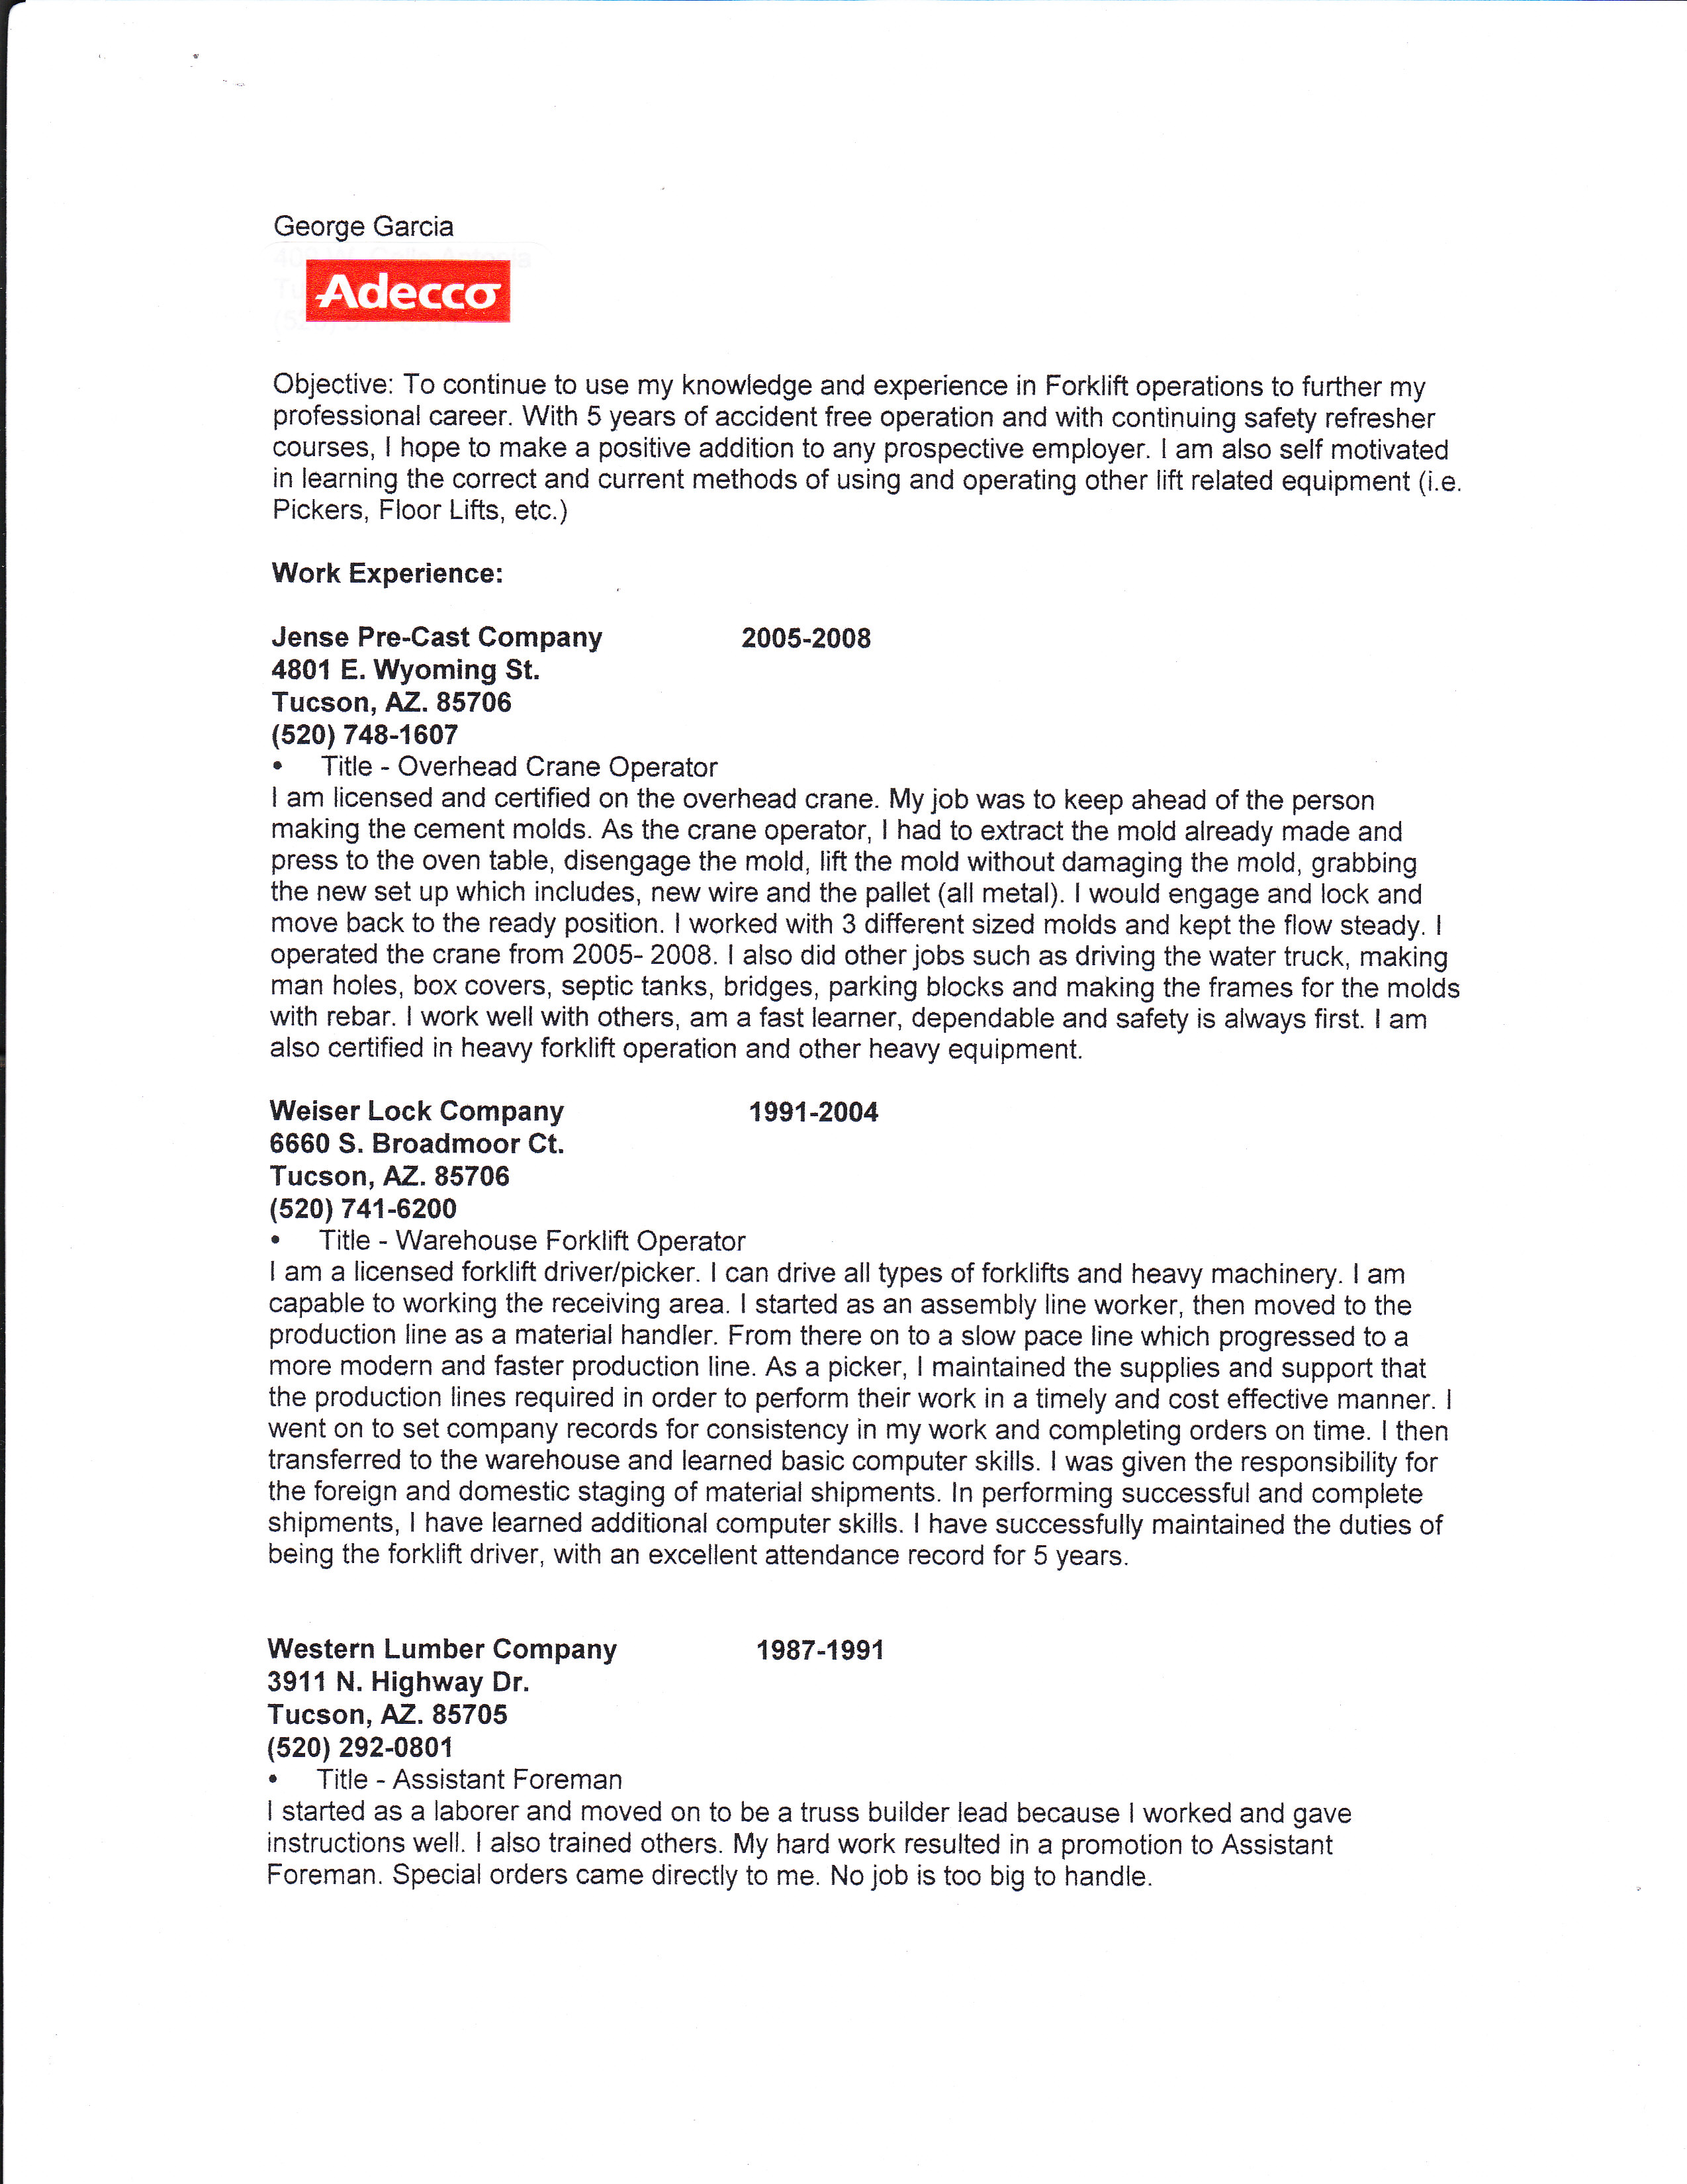 George Garcia
Adecco
Objective: To continue to use my knowledge and experience in Forklift operations to further my
professional career. With 5 years of accident free operation and with continuing safety refresher
courses, I hope to make a positive addition to any prospective employer. I am also self motivated
in learning the correct and current methods of using and operating other lift related equipment (i.e.
Pickers, Floor Lifts, etc.)
Work Experience:
Jense Pre-Cast Company 2005-2008
4801 E. Wyoming St.
Tucson, AZ. 85706
(520) 748-1607
• Title - Overhead Crane Operator
I am licensed and certified on the overhead crane. My job was to keep ahead of the person
making the cement molds. As the crane operator, I had to extract the mold already made and
press to the oven table, disengage the mold, lift the mold without damaging the mold, grabbing
the new set up which includes, new wire and the pallet (all metal). I would engage and lock and
move back to the ready position. I worked with 3 different sized molds and kept the flow steady. I
operated the crane from 2005- 2008. I also did other jobs such as driving the water truck, making
man holes, box covers, septic tanks, bridges, parking blocks and making the frames for the molds
with rebar. I work well with others, am a fast learner, dependable and safety is always first. I am
also certified in heavy forklift operation and other heavy equipment.
Weiser Lock Company 1991-2004
6660 S. Broadmoor Ct.
Tucson, AZ. 85706
(520) 741-6200
• Title - Warehouse Forklift Operator
I am a licensed forklift driver/picker. I can drive all types of forklifts and heavy machinery. I am
capable to working the receiving area. I started as an assembly line worker, then moved to the
production line as a material handler. From there on to a slow pace line which progressed to a
more modern and faster production line. As a picker, I maintained the supplies and support that
the production lines required in order to perform their work in a timely and cost effective manner. I
went on to set company records for consistency in my work and completing orders on time. I then
transferred to the warehouse and learned basic computer skills. I was given the responsibility for
the foreign and domestic staging of material shipments. In performing successful and complete
shipments, I have learned additional computer skills. I have successfully maintained the duties of
being the forklift driver, with an excellent attendance record for 5 years.
Western Lumber Company 1987-1991
3911 N. Highway Dr.
Tucson, AZ. 85705
(520) 292-0801
• Title - Assistant Foreman
I started as a laborer and moved on to be a truss builder lead because I worked and gave
instructions well. I also trained others. My hard work resulted in a promotion to Assistant
Foreman. Special orders came directly to me. No job is too big to handle.